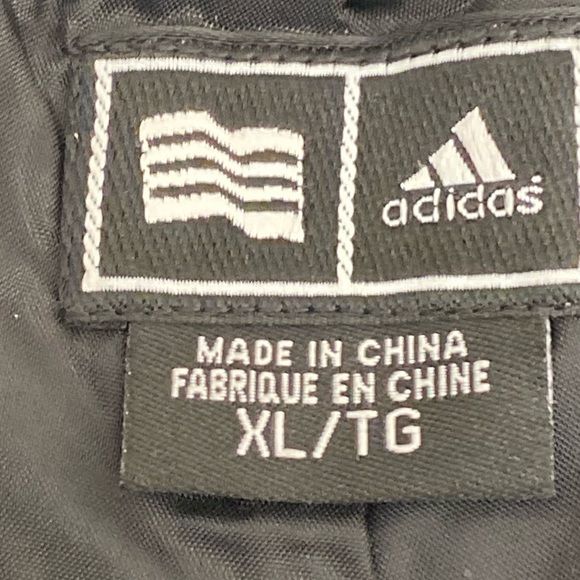 adidas
MADE IN CHINA
FABRIQUE EN CHINE
XL/TG